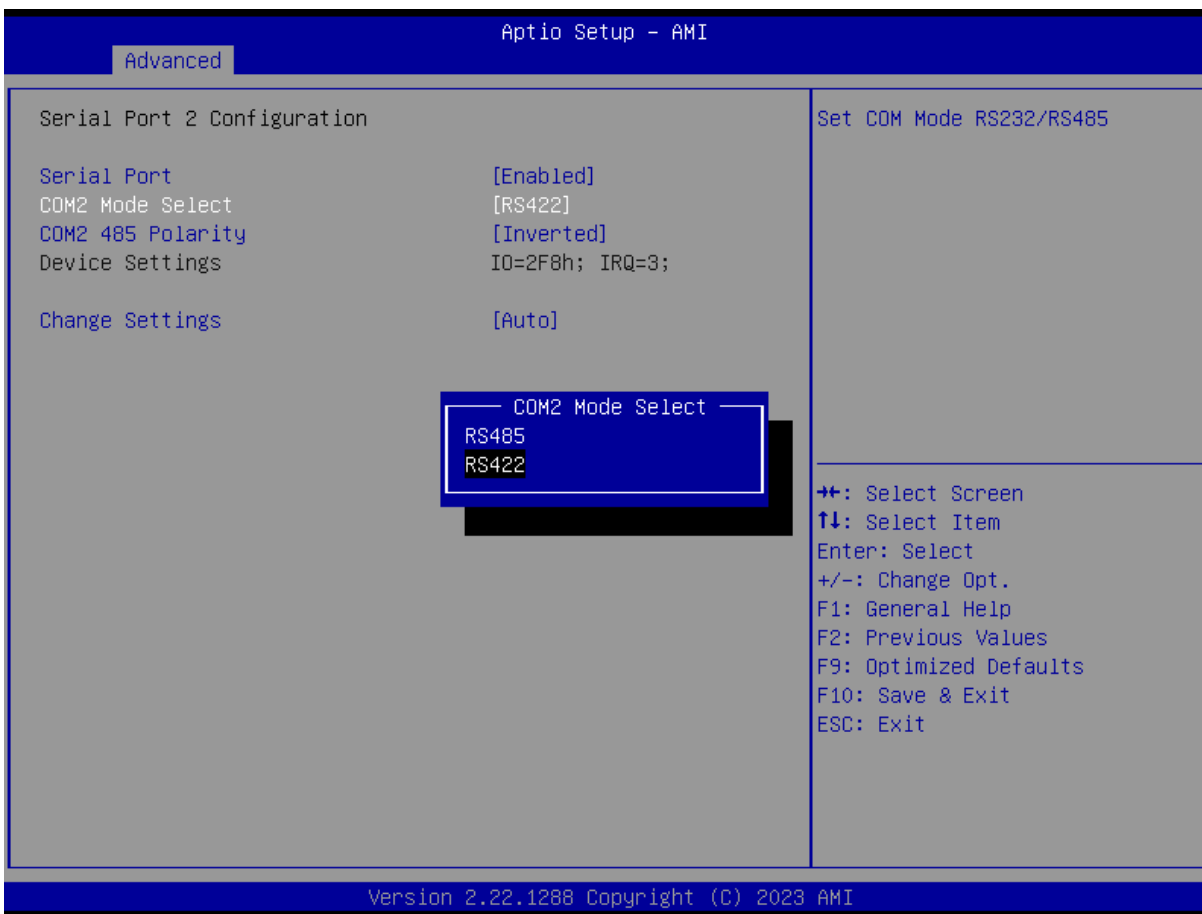 Aptio Setup – AMI
Advanced
Serial Port 2 Configuration
Serial Port [Enabled]
COM2 Mode Select [RS422]
COM2 485 Polarity [Inverted]
Device Settings IO=2F8h; IRQ=3;
Change Settings [Auto]
COM2 Mode Select
RS485
RS422
Set COM Mode RS232/RS485
→←: Select Screen
↑↓: Select Item
Enter: Select
+/-: Change Opt.
F1: General Help
F2: Previous Values
F9: Optimized Defaults
F10: Save & Exit
ESC: Exit
Version 2.22.1288 Copyright (C) 2023 AMI